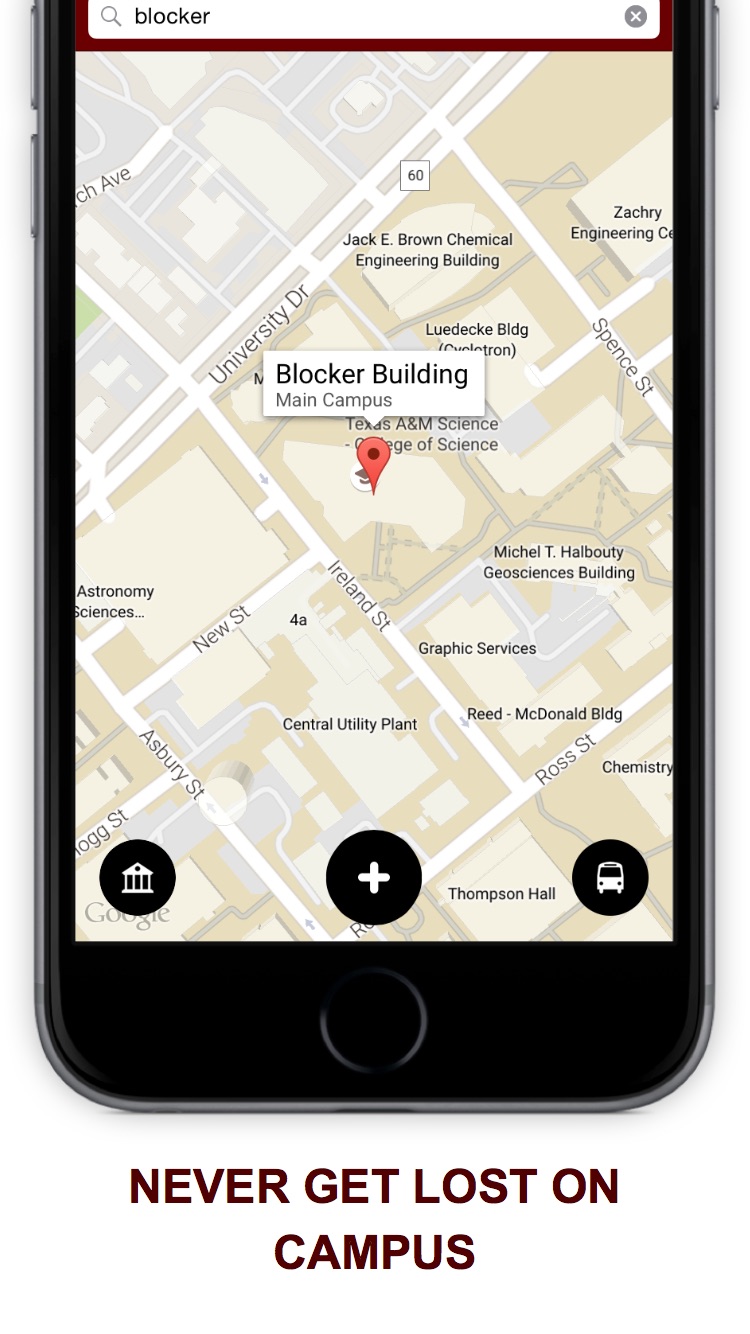 blocker
rch Ave
60
Zachry
Engineering Ce
Jack E. Brown Chemical
Engineering Building
University Dr
Luedecke Bldg
(Cyclotron)
Spence St
M
Blocker Building
Main Campus
Texas A&M Science
- College of Science
Michel T. Halbouty
Geosciences Building
Astronomy
Sciences...
Ireland St
New St
4a
Graphic Services
Reed - McDonald Bldg
Central Utility Plant
Ross St
Asbury St
Chemistry
ogg St
Thompson Hall
Google
Ro
NEVER GET LOST ON
CAMPUS